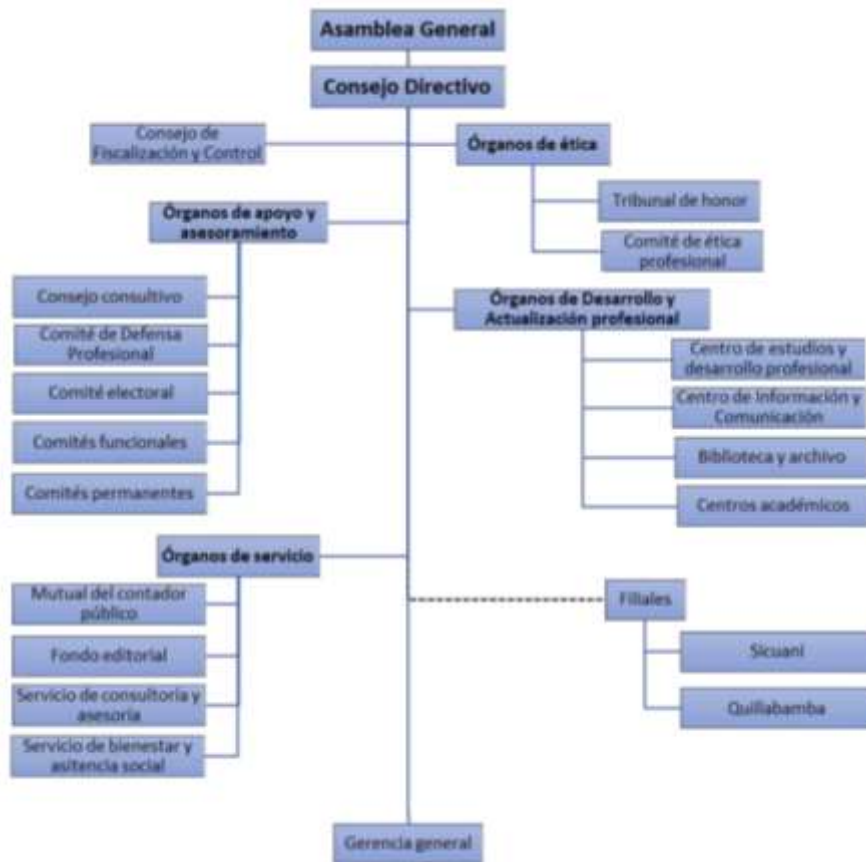 Asamblea General
Consejo Directivo
Consejo de
Fiscalización y Control
Órganos de ética
Tribunal de honor
Comité de ética
profesional
Órganos de apoyo y
asesoramiento
Consejo consultivo
Comité de Defensa
Profesional
Comité electoral
Comités funcionales
Comités permanentes
Órganos de Desarrollo y
Actualización profesional
Centro de estudios y
desarrollo profesional
Centro de Información y
Comunicación
Biblioteca y archivo
Centros académicos
Órganos de servicio
Mutual del contador
público
Fondo editorial
Servicio de consultoria y
asesoria
Servicio de bienestar y
asitencia social
Filiales
Sicuani
Quillabamba
Gerencia general